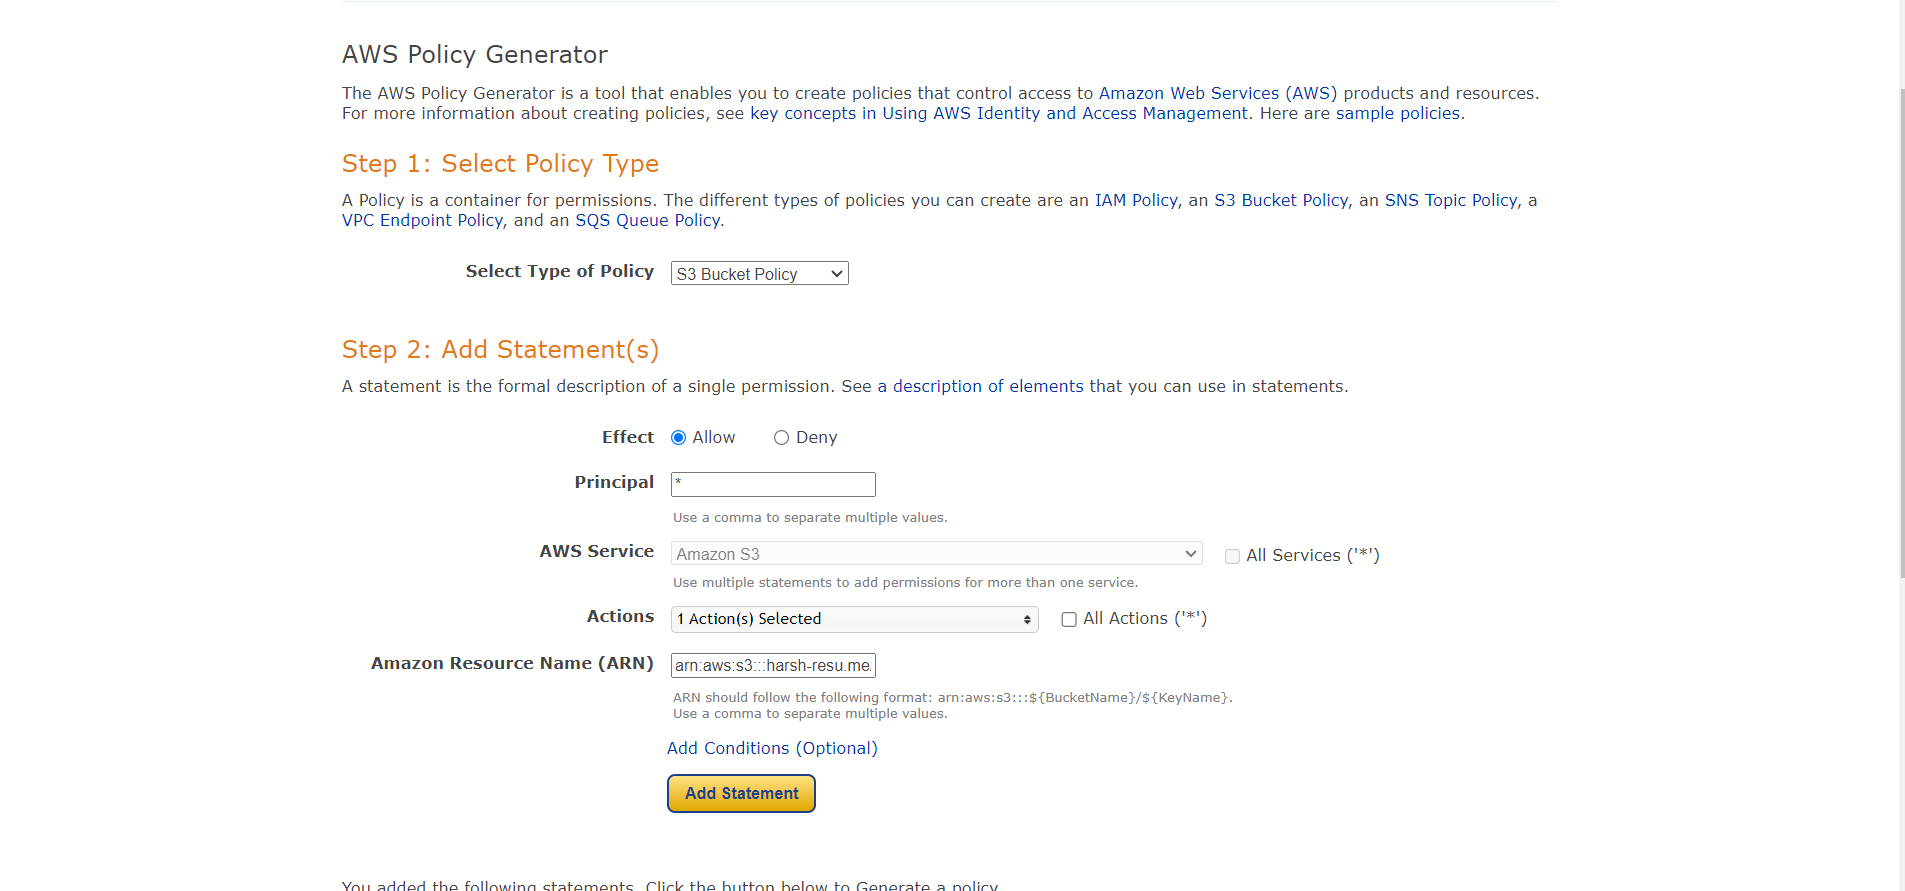 AWS Policy Generator
The AWS Policy Generator is a tool that enables you to create policies that control access to Amazon Web Services (AWS) products and resources.
For more information about creating policies, see key concepts in Using AWS Identity and Access Management. Here are sample policies.
Step 1: Select Policy Type
A Policy is a container for permissions. The different types of policies you can create are an IAM Policy, an S3 Bucket Policy, an SNS Topic Policy, a
VPC Endpoint Policy, and an SQS Queue Policy.
Select Type of Policy S3 Bucket Policy
Step 2: Add Statement(s)
A statement is the formal description of a single permission. See a description of elements that you can use in statements.
Effect Allow Deny
Principal *
Use a comma to separate multiple values.
AWS Service Amazon S3 All Services ('*')
Use multiple statements to add permissions for more than one service.
Actions 1 Action(s) Selected All Actions ('*')
Amazon Resource Name (ARN) arn:aws:s3:::harsh-resu.me
ARN should follow the following format: arn:aws:s3:::${BucketName}/${KeyName}.
Use a comma to separate multiple values.
Add Conditions (Optional)
Add Statement
You added the following statements. Click the button below to Generate a policy.